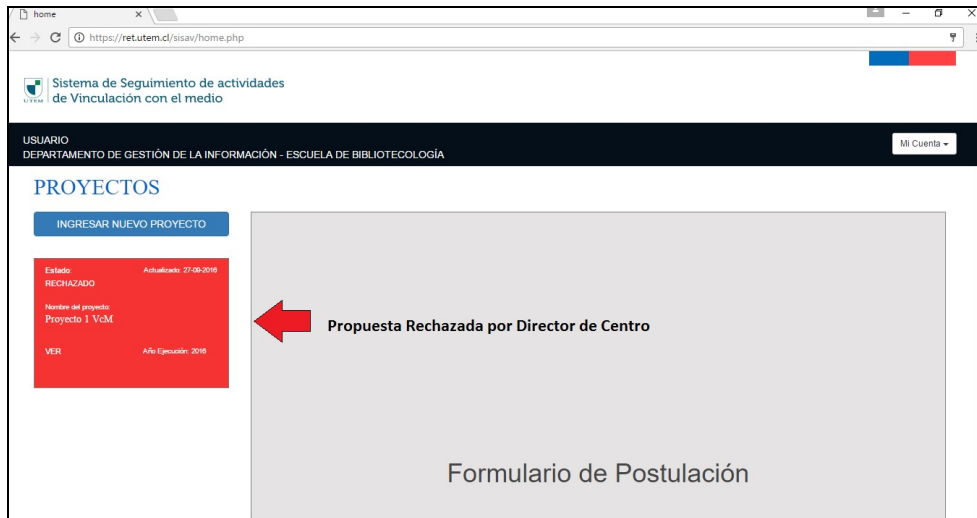 home
https://ret.utem.cl/sisav/home.php
Sistema de Seguimiento de actividades
de Vinculación con el medio
UTEM
USUARIO
DEPARTAMENTO DE GESTIÓN DE LA INFORMACIÓN - ESCUELA DE BIBLIOTECOLOGÍA
Mi Cuenta
PROYECTOS
INGRESAR NUEVO PROYECTO
Estado: Actualizado: 27-09-2016
RECHAZADO
Nombre del proyecto:
Proyecto 1 VcM
VER Año Ejecución: 2016
Propuesta Rechazada por Director de Centro
Formulario de Postulación